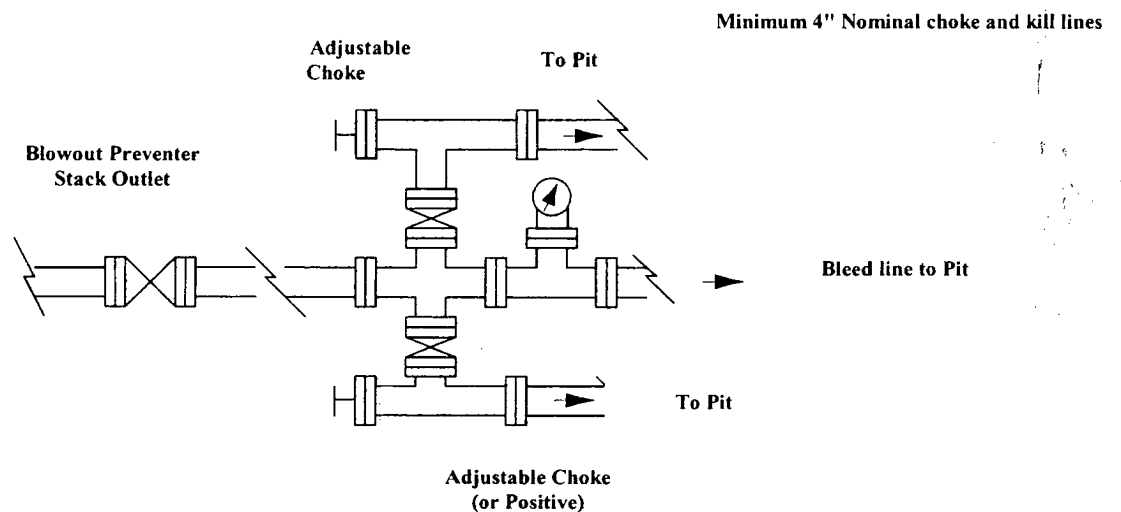 Minimum 4" Nominal choke and kill lines
Adjustable
Choke
To Pit
Blowout Preventer
Stack Outlet
Bleed line to Pit
To Pit
Adjustable Choke
(or Positive)